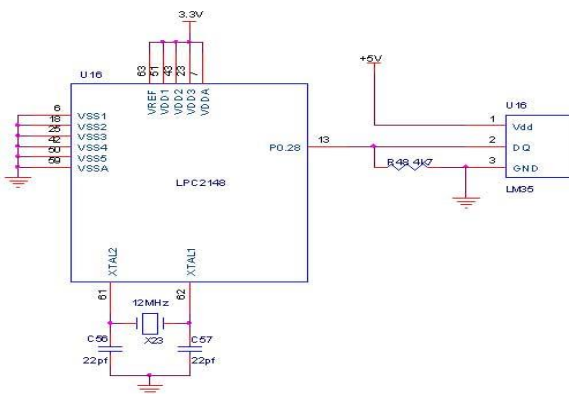 3.3V
63
51
43
23
7
U16
VREF
VDD1
VDD2
VDD3
VDDA
+5V
6
VSS1
18
VSS2
25
VSS3
42
VSS4
50
VSS5
59
VSSA
LPC2148
P0.28
13
U16
1
Vdd
2
DQ
3
GND
R48 4k7
LM35
XTAL2
XTAL1
61
62
12MHz
X23
C56
22pf
C57
22pf